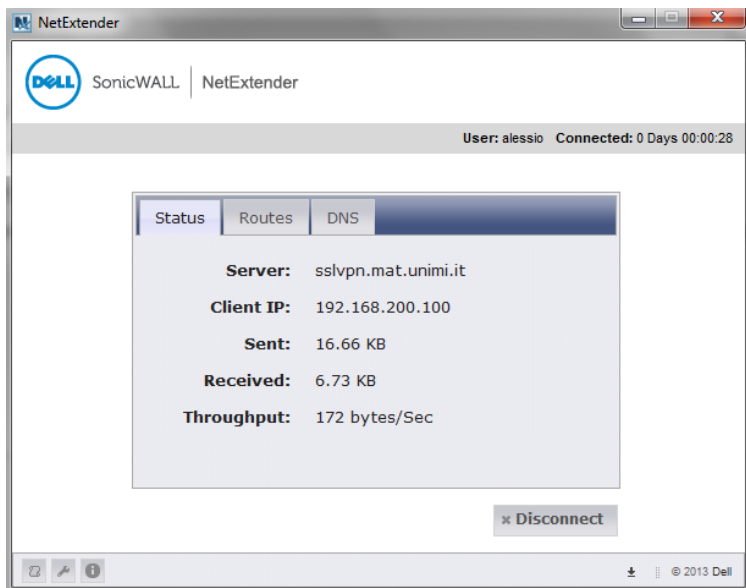 NetExtender
DELL SonicWALL | NetExtender
User: alessio Connected: 0 Days 00:00:28
Status Routes DNS
Server: sslvpn.mat.unimi.it
Client IP: 192.168.200.100
Sent: 16.66 KB
Received: 6.73 KB
Throughput: 172 bytes/Sec
× Disconnect
© 2013 Dell